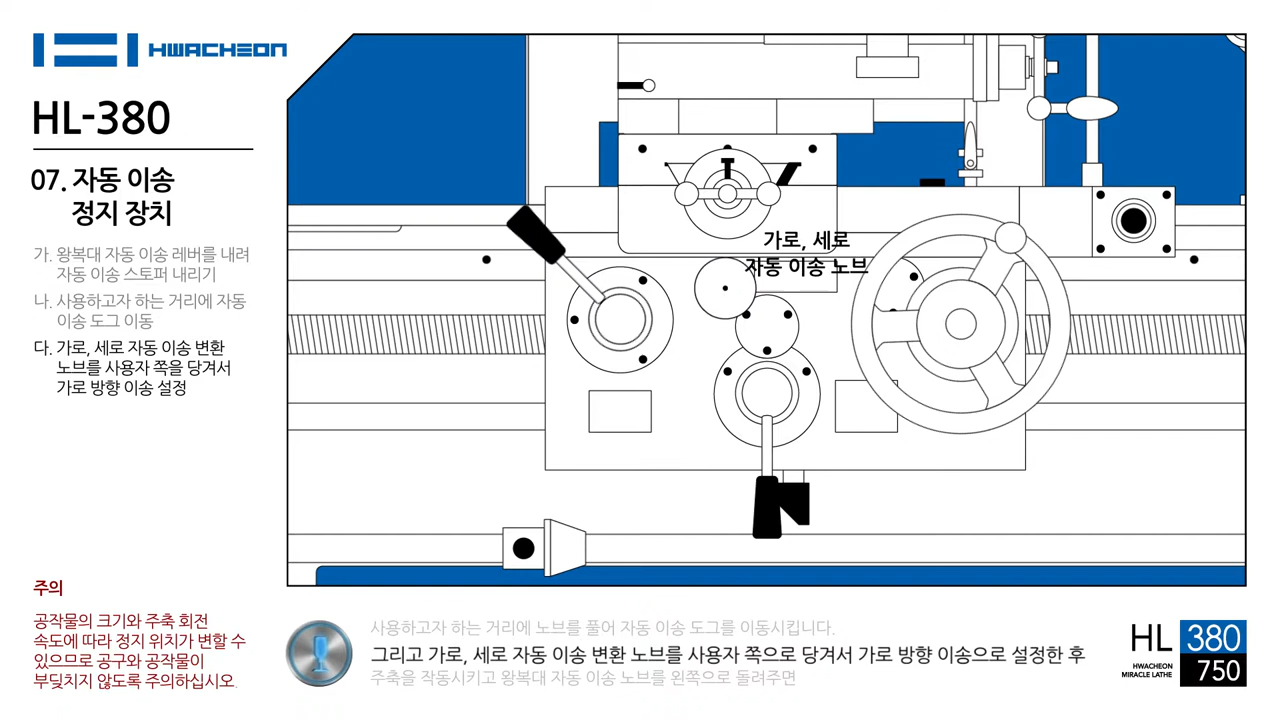 HWACHEON
HL-380
07. 자동 이송
정지 장치
가. 왕복대 자동 이송 레버를 내려
자동 이송 스토퍼 내리기
나. 사용하고자 하는 거리에 자동
이송 도그 이동
다. 가로, 세로 자동 이송 변환
노브를 사용자 쪽을 당겨서
가로 방향 이송 설정
가로, 세로
자동 이송 노브
주의
공작물의 크기와 주축 회전
속도에 따라 정지 위치가 변할 수
있으므로 공구와 공작물이
부딪치지 않도록 주의하십시오.
사용하고자 하는 거리에 노브를 풀어 자동 이송 도그를 이동시킵니다.
그리고 가로, 세로 자동 이송 변환 노브를 사용자 쪽으로 당겨서 가로 방향 이송으로 설정한 후
주축을 작동시키고 왕복대 자동 이송 노브를 왼쪽으로 돌려주면
HL 380
HWACHEON
MIRACLE LATHE 750